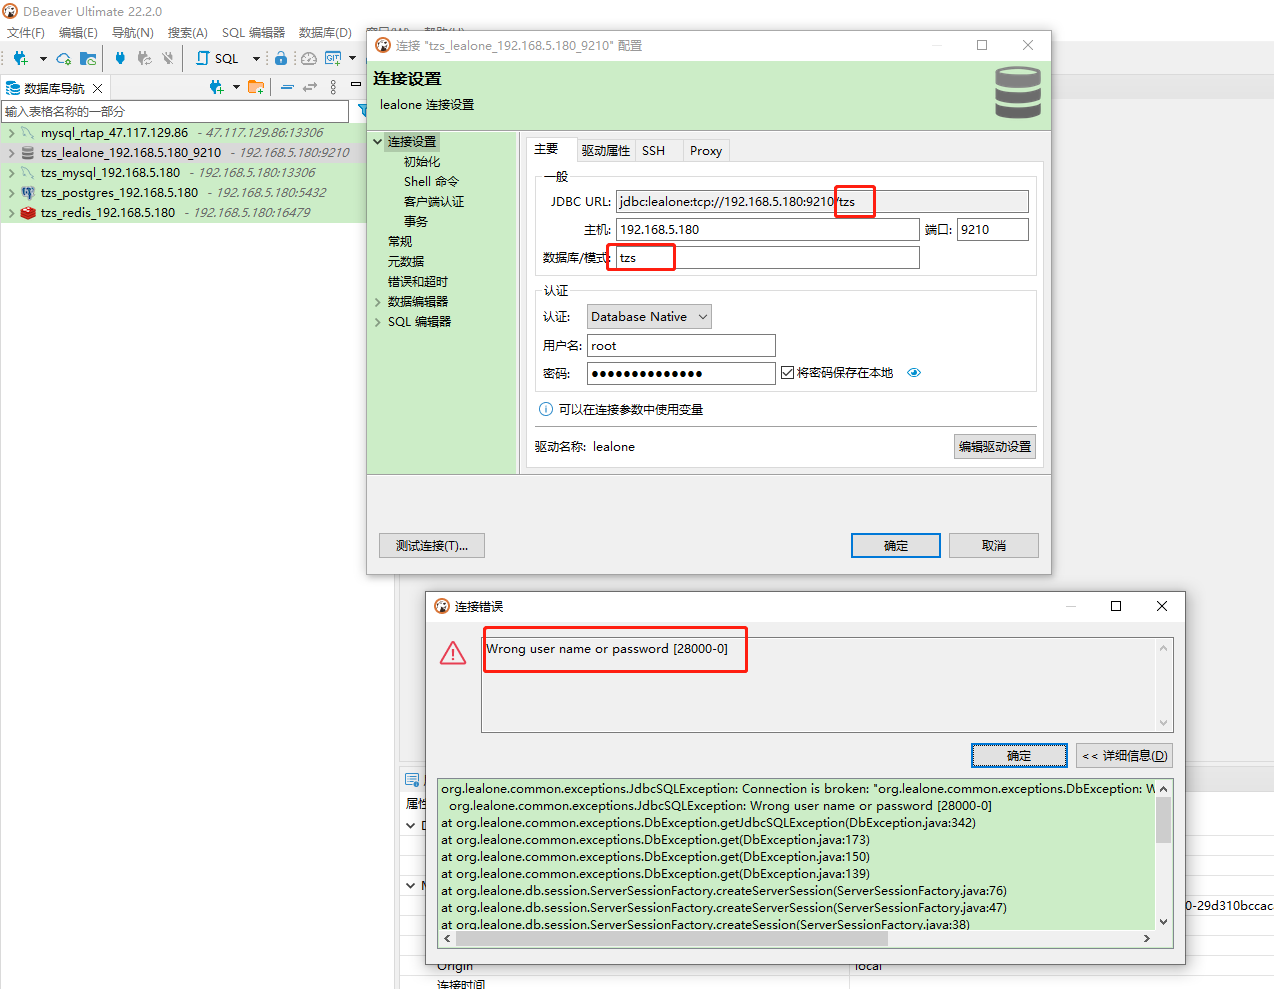 DBeaver Ultimate 22.2.0
文件(F) 编辑(E) 导航(N) 搜索(A) SQL 编辑器 数据库(D)
SQL
数据库导航
输入表格名称的一部分
mysql_rtap_47.117.129.86 - 47.117.129.86:13306
tzs_lealone_192.168.5.180_9210 - 192.168.5.180:9210
tzs_mysql_192.168.5.180 - 192.168.5.180:13306
tzs_postgres_192.168.5.180 - 192.168.5.180:5432
tzs_redis_192.168.5.180 - 192.168.5.180:16479
连接 "tzs_lealone_192.168.5.180_9210" 配置
连接设置
lealone 连接设置
连接设置
初始化
Shell 命令
客户端认证
事务
常规
元数据
错误和超时
数据编辑器
SQL 编辑器
主要 驱动属性 SSH Proxy
一般
JDBC URL: jdbc:lealone:tcp://192.168.5.180:9210/tzs
主机: 192.168.5.180 端口: 9210
数据库/模式: tzs
认证
认证: Database Native
用户名: root
密码: ●●●●●●●●●●●●●● 将密码保存在本地
可以在连接参数中使用变量
驱动名称: lealone 编辑驱动设置
测试连接(T)... 确定 取消
连接错误
Wrong user name or password [28000-0]
确定 << 详细信息(D)
org.lealone.common.exceptions.JdbcSQLException: Connection is broken: "org.lealone.common.exceptions.DbException: W
org.lealone.common.exceptions.JdbcSQLException: Wrong user name or password [28000-0]
at org.lealone.common.exceptions.DbException.getJdbcSQLException(DbException.java:342)
at org.lealone.common.exceptions.DbException.get(DbException.java:173)
at org.lealone.common.exceptions.DbException.get(DbException.java:150)
at org.lealone.common.exceptions.DbException.get(DbException.java:139)
at org.lealone.db.session.ServerSessionFactory.createServerSession(ServerSessionFactory.java:76)
at org.lealone.db.session.ServerSessionFactory.createServerSession(ServerSessionFactory.java:47)
at org.lealone.db.session.ServerSessionFactory.createSession(ServerSessionFactory.java:38)
属性
0-29d310bccac
Origin local
连接时间